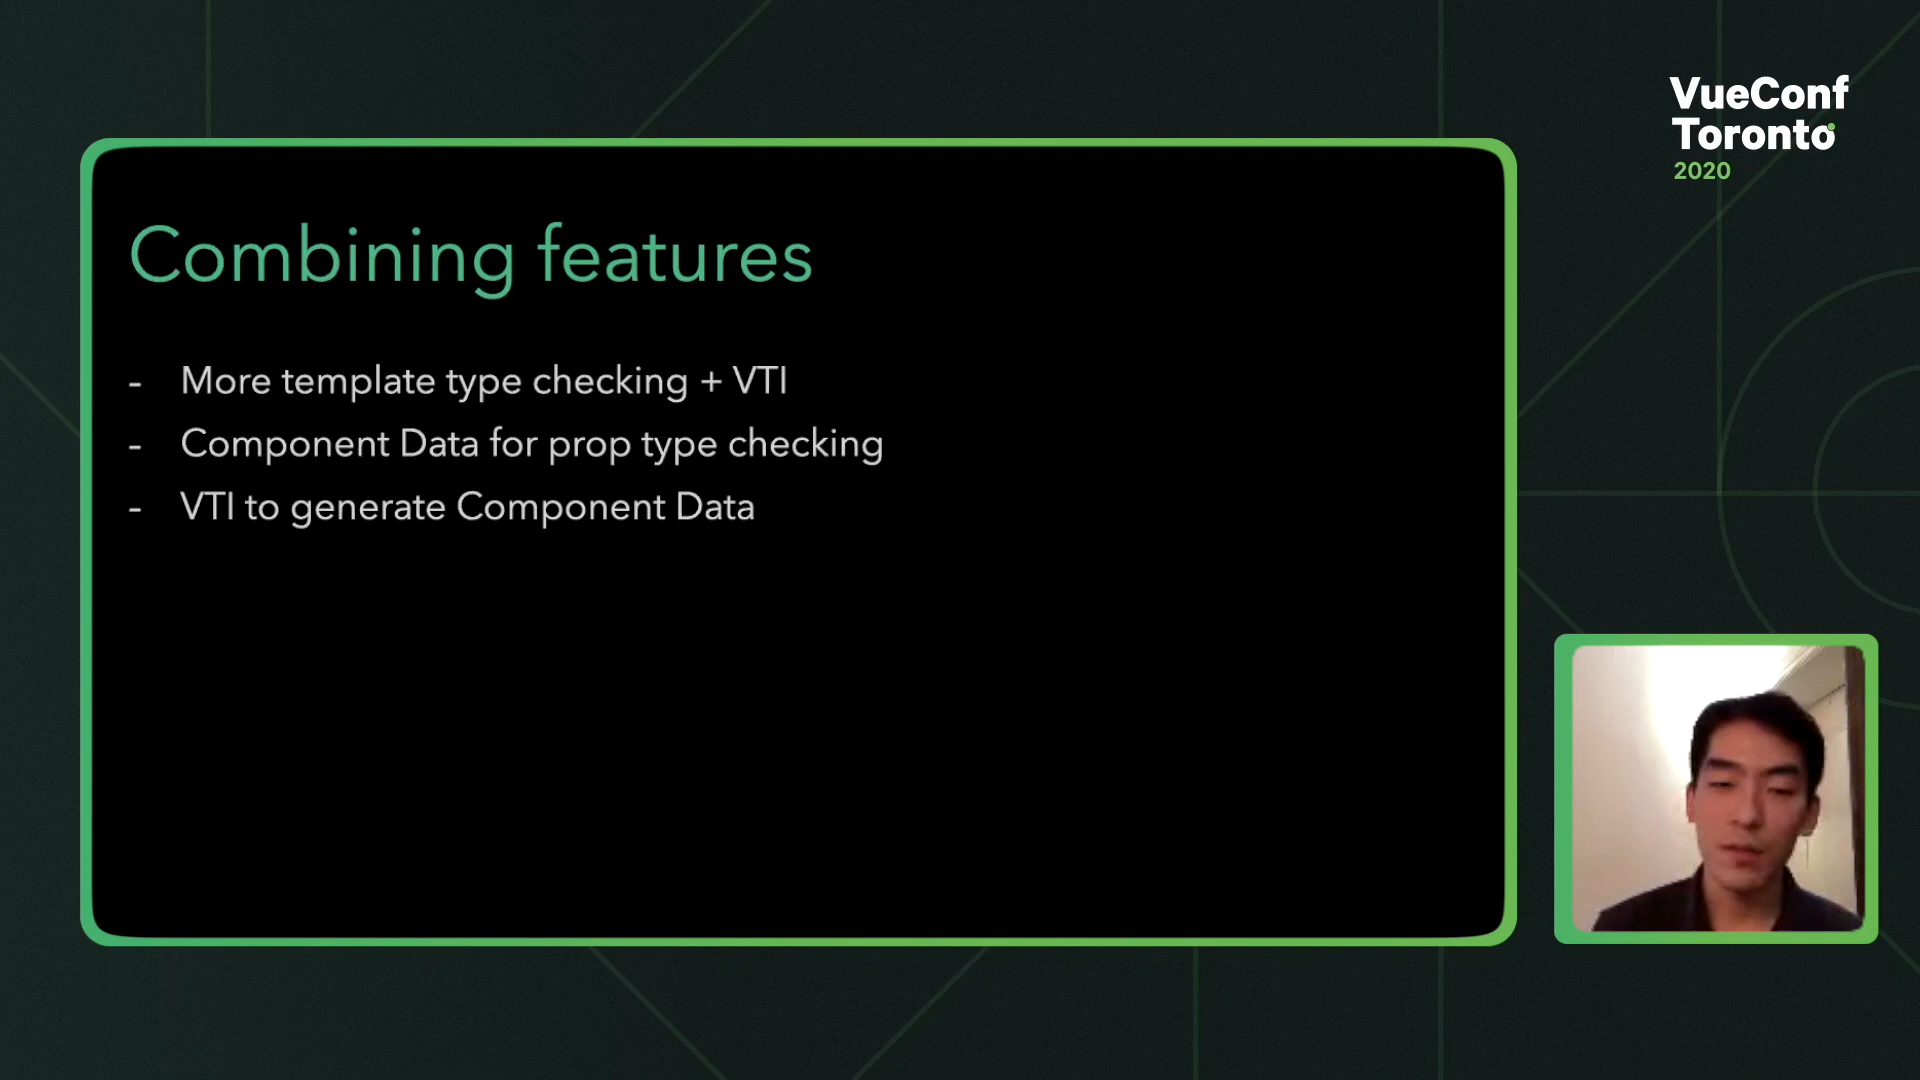 VueConf
Toronto
2020
Combining features
- More template type checking + VTI
- Component Data for prop type checking
- VTI to generate Component Data